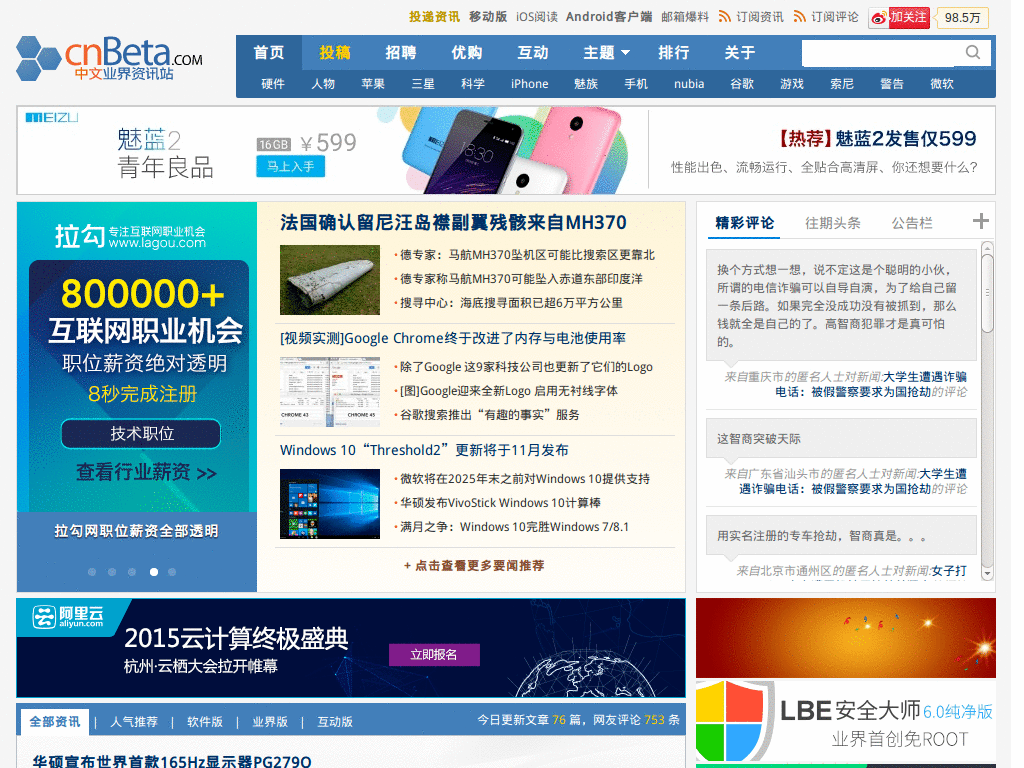 投递资讯 移动版 iOS阅读 Android客户端 邮箱爆料 订阅资讯 订阅评论 加关注 98.5万
cnBeta.COM
中文业界资讯站
首页 投稿 招聘 优购 互动 主题 排行 关于
硬件 人物 苹果 三星 科学 iPhone 魅族 手机 nubia 谷歌 游戏 索尼 警告 微软
MEIZU
魅蓝2
青年良品
16GB ￥599
马上入手
【热荐】魅蓝2发售仅599
性能出色、流畅运行、全贴合高清屏、你还想要什么？
拉勾 专注互联网职业机会
www.lagou.com
800000+
互联网职业机会
职位薪资绝对透明
8秒完成注册
技术职位
查看行业薪资 >>
拉勾网职位薪资全部透明
法国确认留尼汪岛襟副翼残骸来自MH370
·德专家：马航MH370坠机区可能比搜索区更靠北
·德专家称马航MH370可能坠入赤道东部印度洋
·搜寻中心：海底搜寻面积已超6万平方公里
[视频实测]Google Chrome终于改进了内存与电池使用率
CHROME 43 CHROME 45
·除了Google 这9家科技公司也更新了它们的Logo
·[图]Google迎来全新Logo 启用无衬线字体
·谷歌搜索推出“有趣的事实”服务
Windows 10“Threshold2”更新将于11月发布
·微软将在2025年末之前对Windows 10提供支持
·华硕发布VivoStick Windows 10计算棒
·满月之争：Windows 10完胜Windows 7/8.1
+ 点击查看更多要闻推荐
精彩评论 往期头条 公告栏 +
换个方式想一想，说不定这是个聪明的小伙，
所谓的电信诈骗可以自导自演，为了给自己留
一条后路。如果完全没成功没有被抓到，那么
钱就全是自己的了。高智商犯罪才是真可怕
的。
来自重庆市的匿名人士对新闻:大学生遭遇诈骗
电话：被假警察要求为国抢劫的评论
这智商突破天际
来自广东省汕头市的匿名人士对新闻:大学生遭
遇诈骗电话：被假警察要求为国抢劫的评论
用实名注册的专车抢劫，智商真是。。。
来自北京市通州区的匿名人士对新闻:女子打
阿里云
aliyun.com
2015云计算终极盛典
杭州·云栖大会拉开帷幕
立即报名
LBE安全大师6.0纯净版
业界首创免ROOT
全部资讯 | 人气推荐 | 软件版 | 业界版 | 互动版 今日更新文章 76 篇，网友评论 753 条
华硕宣布世界首款165Hz显示器PG279Q